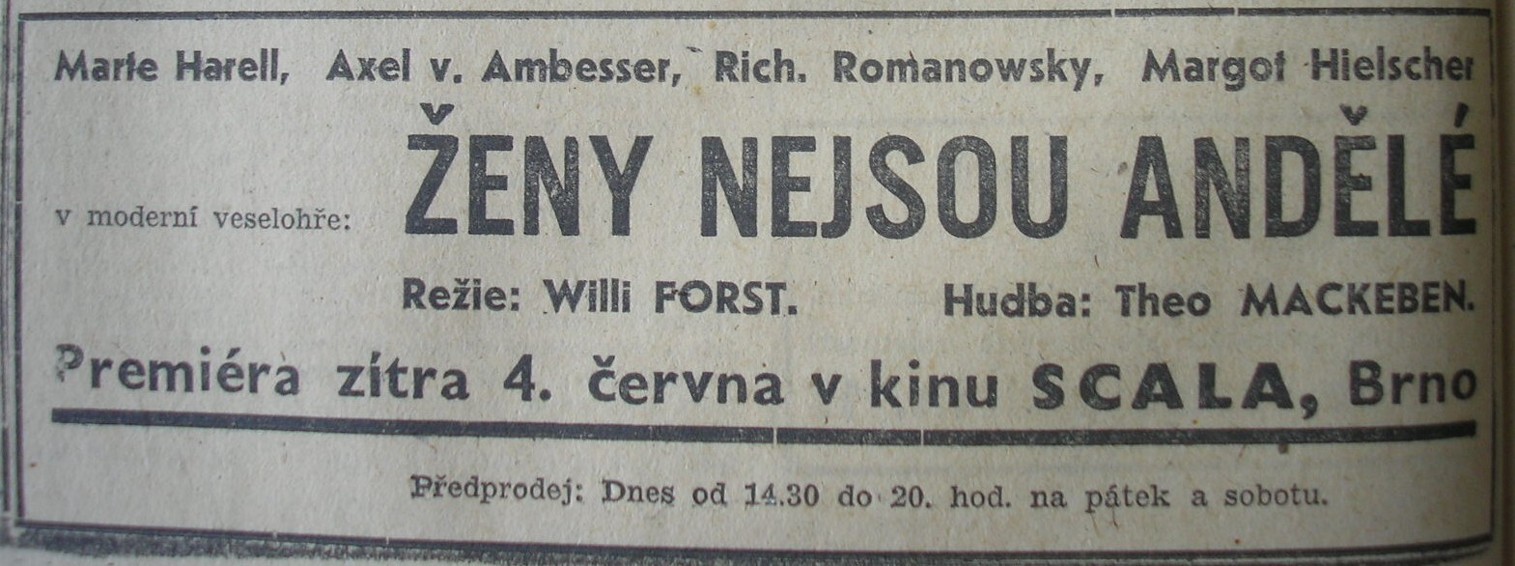 Marte Harell, Axel v. Ambesser, Rich. Romanowsky, Margot Hielscher
v moderní veselohře: ŽENY NEJSOU ANDĚLÉ
Režie: Willi FORST. Hudba: Theo MACKEBEN.
Premiéra zítra 4. června v kinu SCALA, Brno
Předprodej: Dnes od 14.30 do 20. hod. na pátek a sobotu.